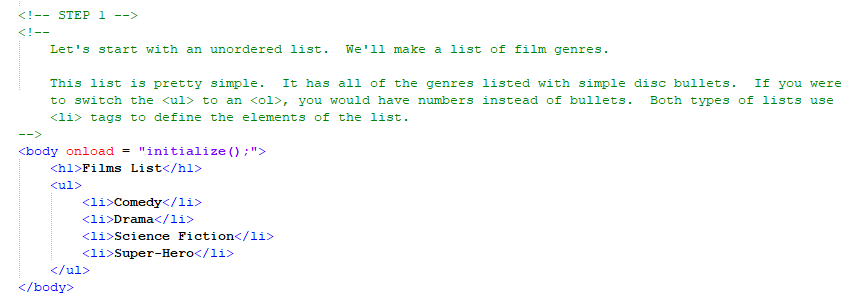 <!-- STEP 1 -->
<!--
Let's start with an unordered list.  We'll make a list of film genres.
This list is pretty simple.  It has all of the genres listed with simple disc bullets.  If you were
to switch the <ul> to an <ol>, you would have numbers instead of bullets.  Both types of lists use
<li> tags to define the elements of the list.
-->
<body onload = "initialize();">
<h1>Films List</h1>
<ul>
<li>Comedy</li>
<li>Drama</li>
<li>Science Fiction</li>
<li>Super-Hero</li>
</ul>
</body>